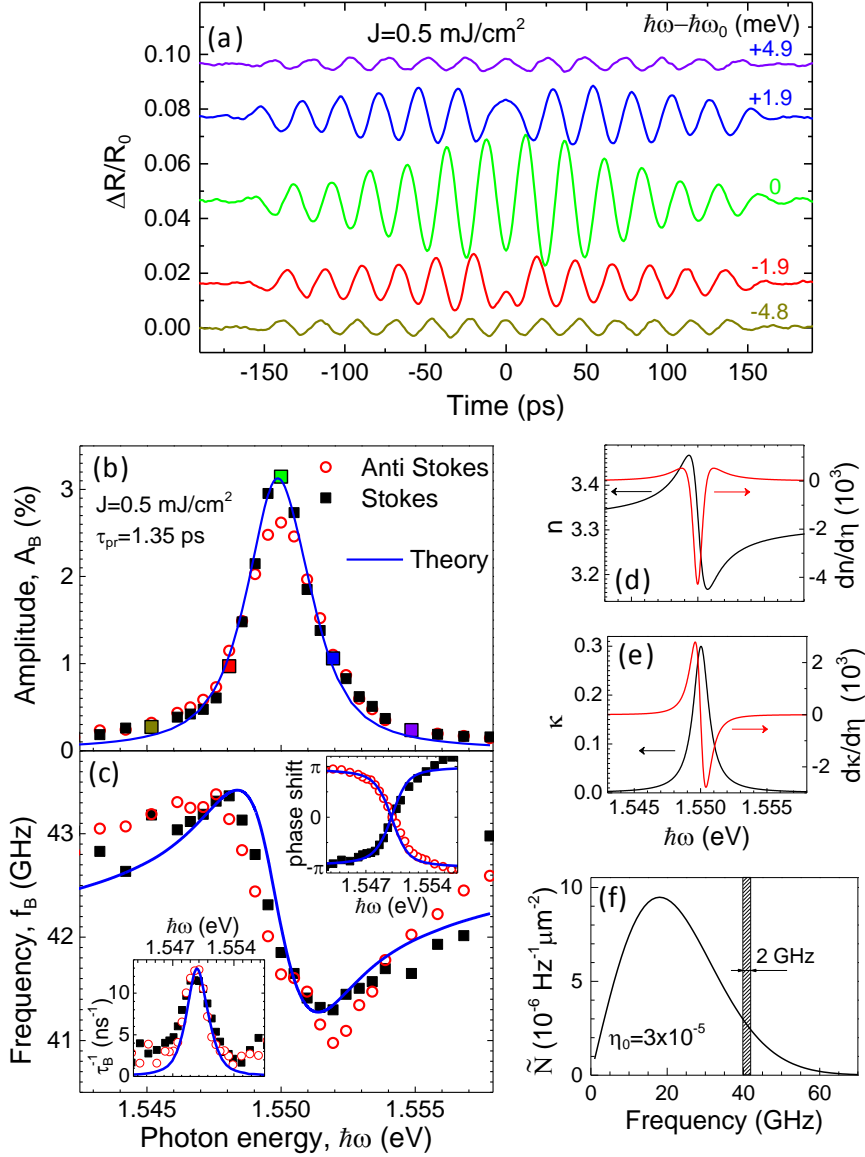 (a)
J=0.5 mJ/cm²
ħω−ħω₀ (meV)
+4.9
+1.9
0
-1.9
-4.8
ΔR/R₀
0.10
0.08
0.06
0.04
0.02
0.00
-150 -100 -50 0 50 100 150
Time (ps)
(b)
J=0.5 mJ/cm²
τpr=1.35 ps
Anti Stokes
Stokes
Theory
Amplitude, A_B (%)
3
2
1
0
(c)
Frequency, f_B (GHz)
43
42
41
phase shift
π
0
-π
1.547 1.554
ħω (eV)
ħω (eV)
1.547 1.554
τ_B⁻¹ (ns⁻¹)
10
5
0
1.545 1.550 1.555
Photon energy, ħω (eV)
(d)
n
3.4
3.3
3.2
dn/dη (10³)
0
-2
-4
(e)
κ
0.3
0.2
0.1
0.0
dκ/dη (10³)
2
0
-2
1.545 1.550 1.555
ħω (eV)
(f)
Ñ (10⁻⁶ Hz⁻¹μm⁻²)
10
5
0
2 GHz
η₀=3x10⁻⁵
0 20 40 60
Frequency (GHz)